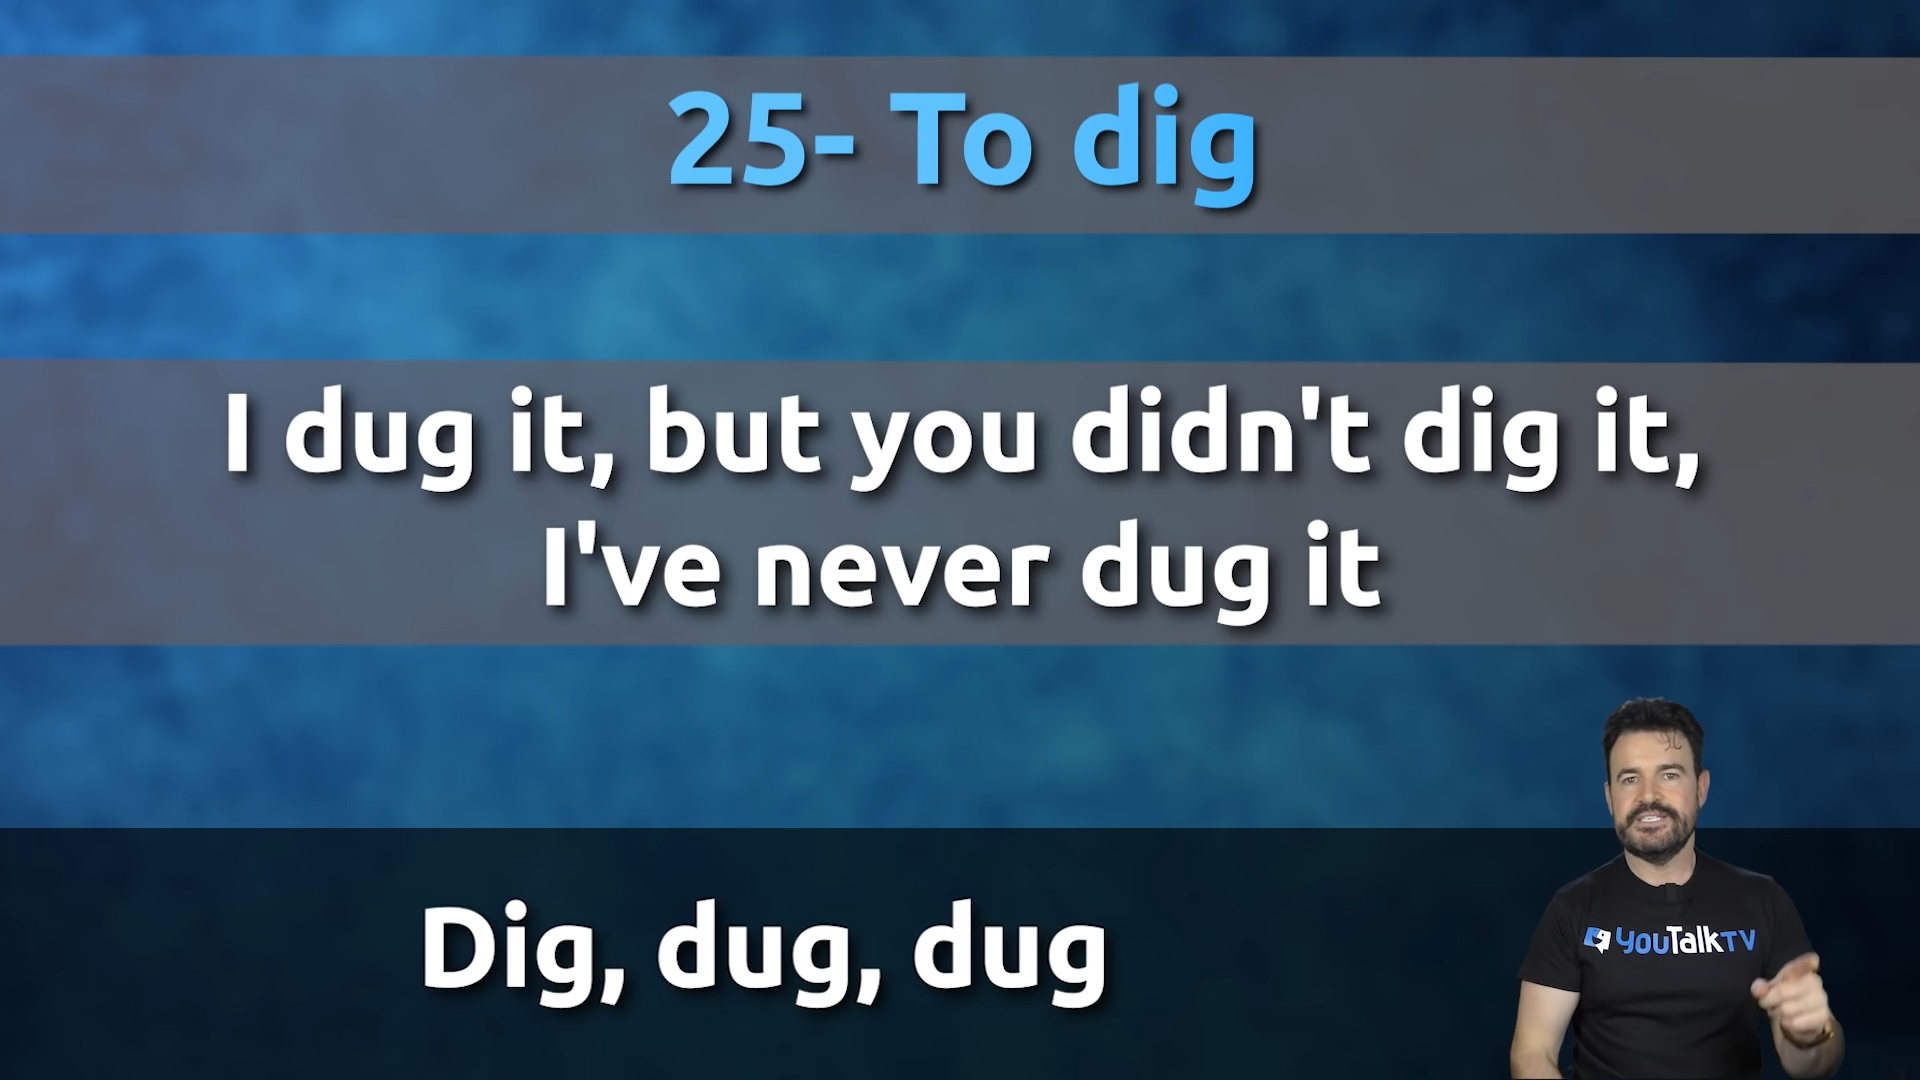 25- To dig
I dug it, but you didn't dig it,
I've never dug it
YouTalkTV
Dig, dug, dug